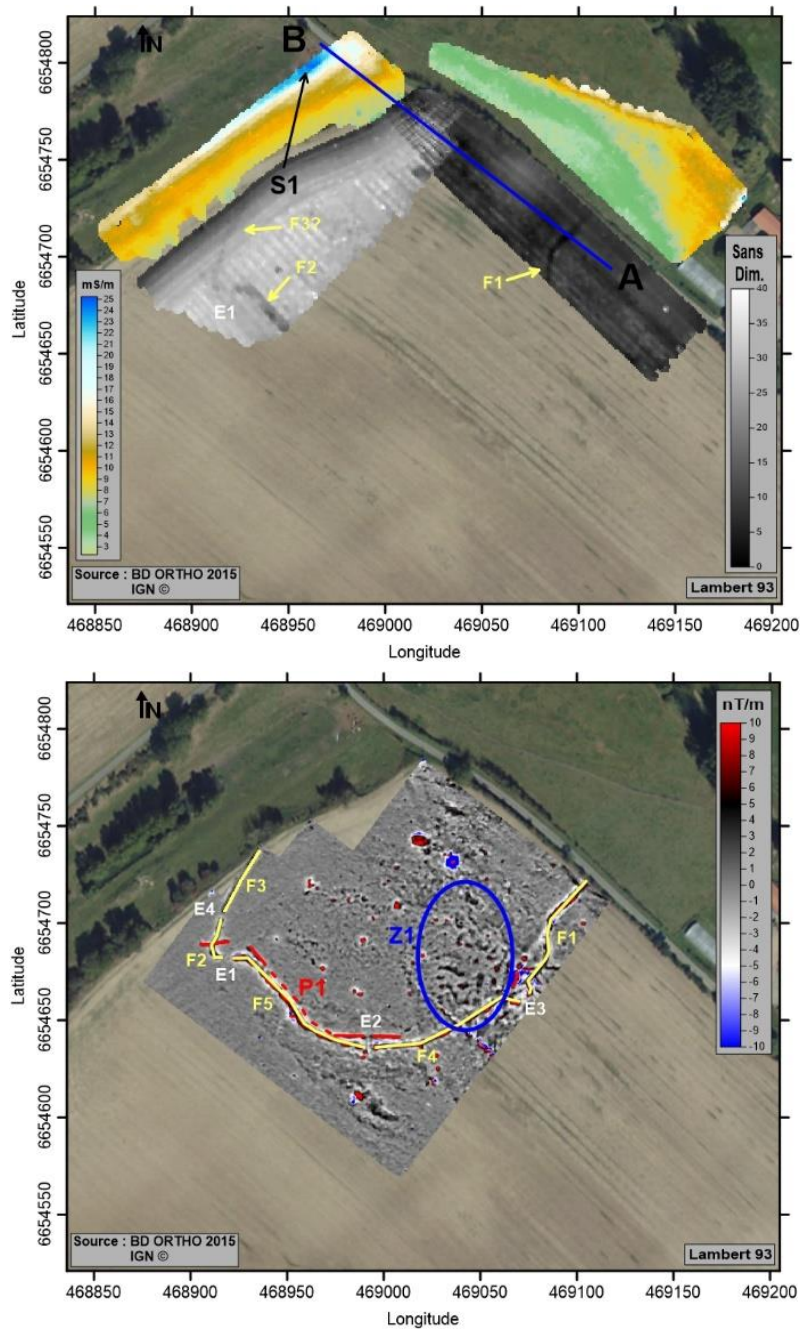 6654800
6654750
6654700
6654650
6654600
6654550
Latitude
N
B
S1
F3?
F2
E1
F1
A
mS/m
25
24
23
22
21
20
19
18
17
16
15
14
13
12
11
10
9
8
7
6
5
4
3
Sans
Dim.
40
30
20
10
5
0
Source : BD ORTHO 2015
IGN ©
Lambert 93
468850 468900 468950 469000 469050 469100 469150 469200
Longitude
6654800
6654750
6654700
6654650
6654600
6654550
Latitude
N
nT/m
10
9
8
7
6
5
4
3
2
1
0
-1
-2
-3
-4
-5
-6
-7
-8
-9
-10
F3
E4
F2
E1
P1
F5
E2
F4
Z1
E3
F1
Source : BD ORTHO 2015
IGN ©
Lambert 93
468850 468900 468950 469000 469050 469100 469150 469200
Longitude